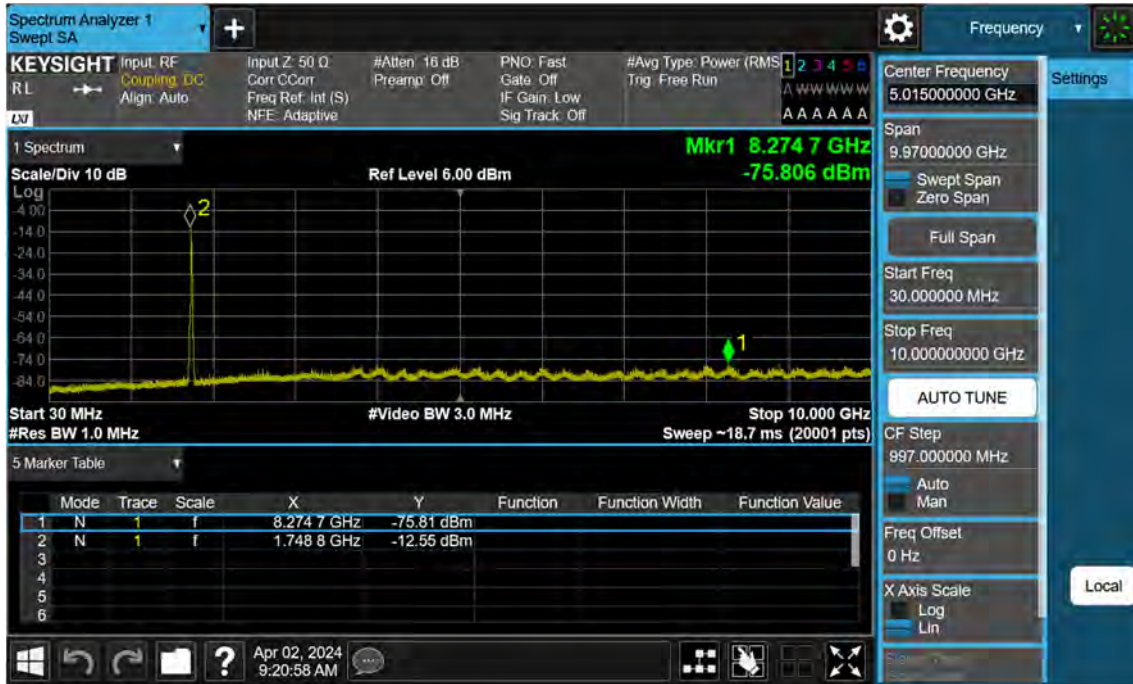 Spectrum Analyzer 1
Swept SA
+
Frequency
KEYSIGHT
RL
LXI
Input: RF
Coupling: DC
Align: Auto
Input Z: 50 Ω
Corr CCorr
Freq Ref: Int (S)
NFE: Adaptive
#Atten: 16 dB
Preamp: Off
PNO: Fast
Gate: Off
IF Gain: Low
Sig Track: Off
#Avg Type: Power (RMS
Trig: Free Run
1 2 3 4 5 6
A W W W W W
A A A A A A
Center Frequency
5.015000000 GHz
Settings
1 Spectrum
Mkr1 8.274 7 GHz
Scale/Div 10 dB
Ref Level 6.00 dBm
-75.806 dBm
Span
9.97000000 GHz
Swept Span
Zero Span
Full Span
Log
-4.00
-14.0
-24.0
-34.0
-44.0
-54.0
-64.0
-74.0
-84.0
2
1
Start Freq
30.000000 MHz
Stop Freq
10.000000000 GHz
AUTO TUNE
Start 30 MHz
#Video BW 3.0 MHz
Stop 10.000 GHz
#Res BW 1.0 MHz
Sweep ~18.7 ms (20001 pts)
CF Step
997.000000 MHz
Auto
Man
5 Marker Table
Mode Trace Scale X Y Function Function Width Function Value
1 N 1 f 8.274 7 GHz -75.81 dBm
2 N 1 f 1.748 8 GHz -12.55 dBm
3
4
5
6
Freq Offset
0 Hz
X Axis Scale
Log
Lin
Local
?
Apr 02, 2024
9:20:58 AM